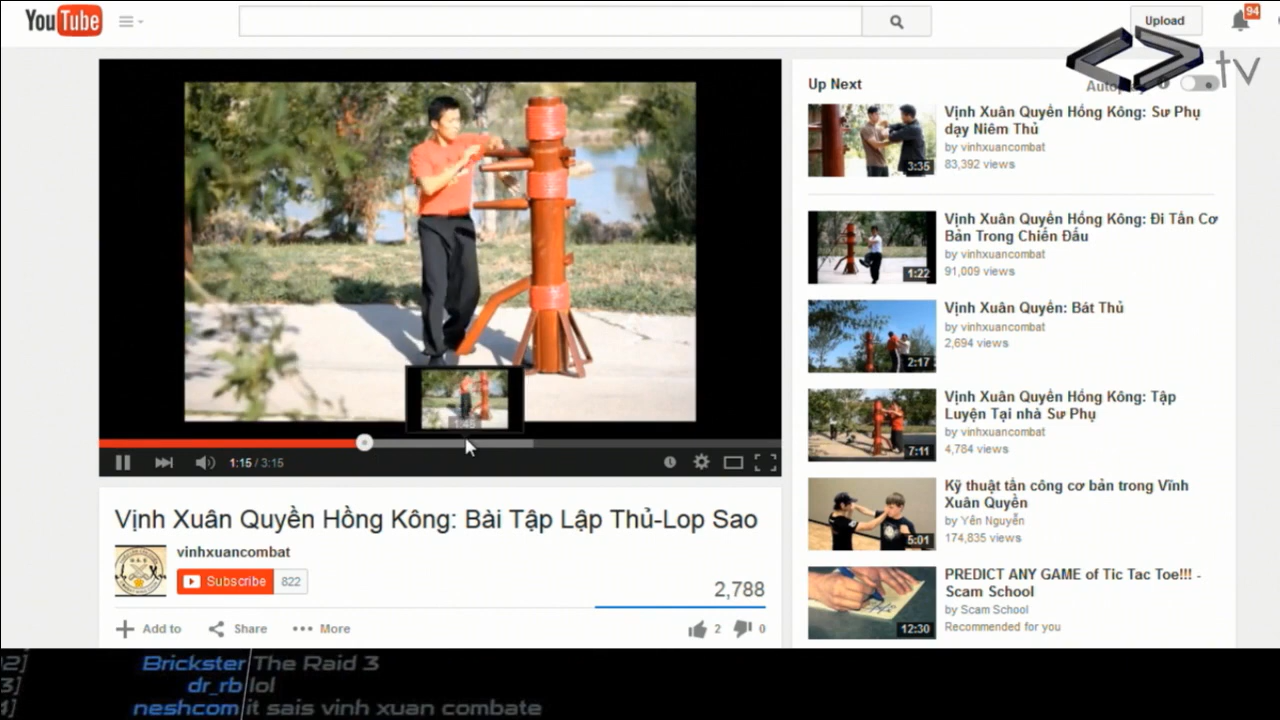 YouTube
Upload
94
.tv
Up Next
Vịnh Xuân Quyền Hồng Kông: Sư Phụ
dạy Niêm Thủ
by vinhxuancombat
83,392 views
3:35
Vịnh Xuân Quyền Hồng Kông: Đi Tấn Cơ
Bản Trong Chiến Đấu
by vinhxuancombat
91,009 views
1:22
Vịnh Xuân Quyền: Bát Thủ
by vinhxuancombat
2,694 views
2:17
Vịnh Xuân Quyền Hồng Kông: Tập
Luyện Tại nhà Sư Phụ
by vinhxuancombat
4,784 views
7:11
Kỹ thuật tấn công cơ bản trong Vĩnh
Xuân Quyền
by Yên Nguyễn
174,835 views
5:01
PREDICT ANY GAME of Tic Tac Toe!!! -
Scam School
by Scam School
Recommended for you
12:30
1:15 / 3:15
Vịnh Xuân Quyền Hồng Kông: Bài Tập Lập Thủ-Lop Sao
vinhxuancombat
Subscribe 822
2,788
Add to Share More
2 0
2] Brickster The Raid 3
3] dr_rb lol
4] neshcom it sais vinh xuan combate